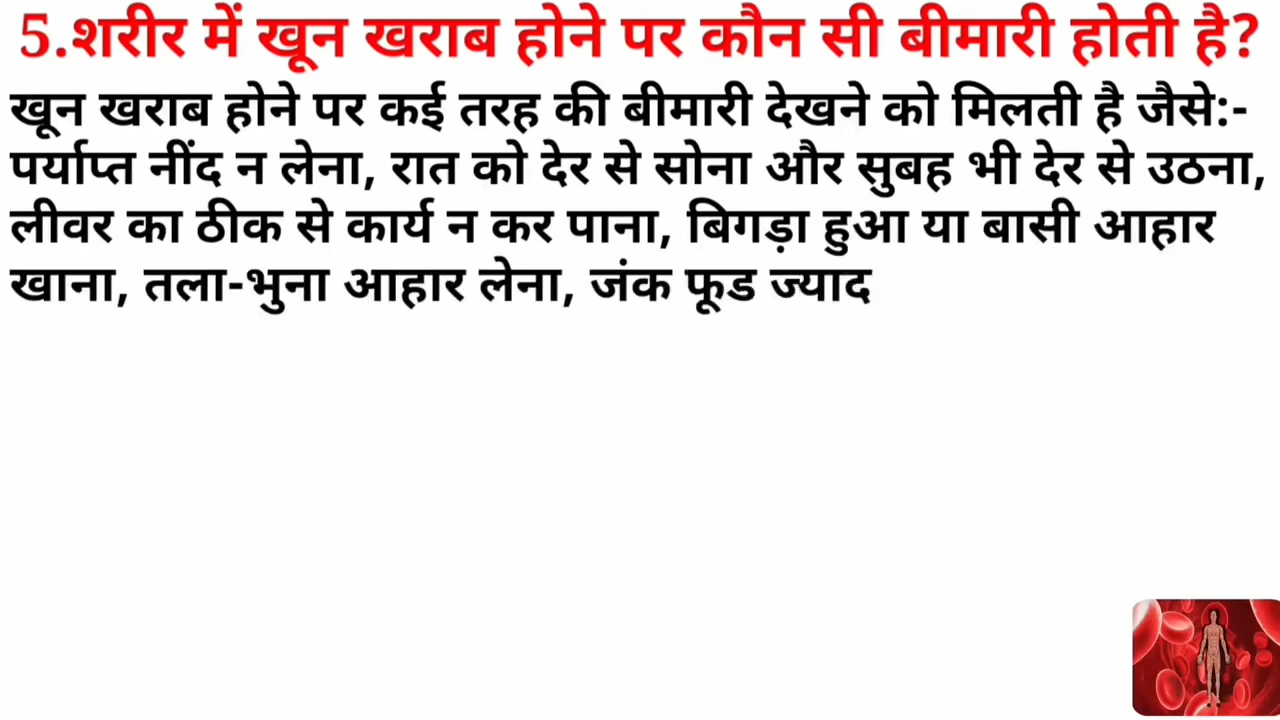 5.शरीर में खून खराब होने पर कौन सी बीमारी होती है?
खून खराब होने पर कई तरह की बीमारी देखने को मिलती है जैसे:-
पर्याप्त नींद न लेना, रात को देर से सोना और सुबह भी देर से उठना,
लीवर का ठीक से कार्य न कर पाना, बिगड़ा हुआ या बासी आहार
खाना, तला-भुना आहार लेना, जंक फूड ज्याद